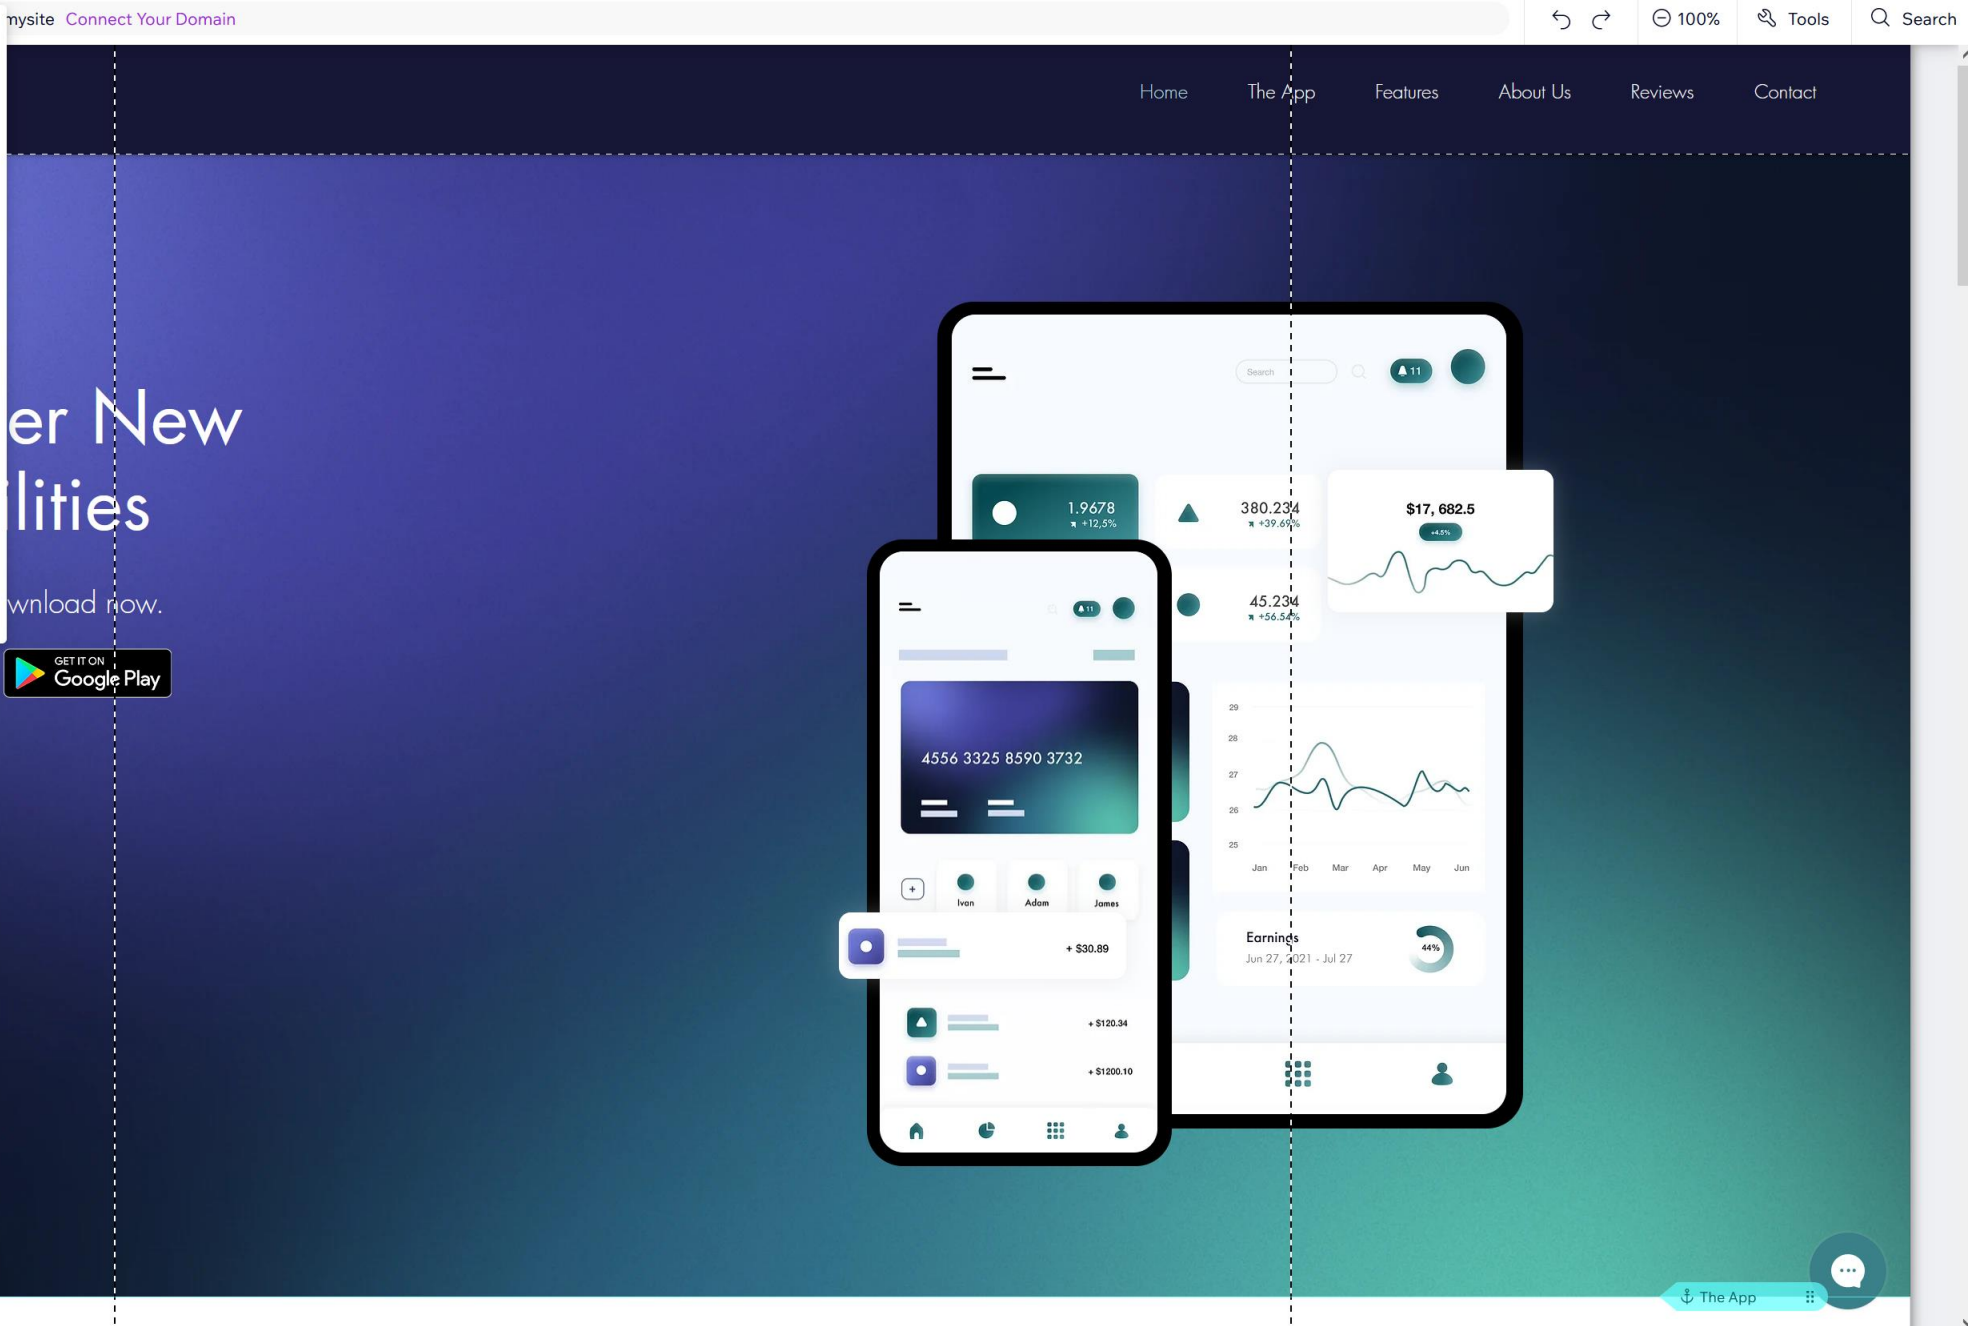 mysite Connect Your Domain
100% Tools Search
Home The App Features About Us Reviews Contact
er New
ilities
wnload now.
GET IT ON
Google Play
Search
11
1.9678
+12,5%
380.234
+39.69%
$17, 682.5
+4.5%
45.234
+56.54%
11
4556 3325 8590 3732
29
28
27
26
25
Jan Feb Mar Apr May Jun
Ivan Adam James
+ $30.89
Earnings
Jun 27, 2021 - Jul 27
44%
+ $120.34
+ $1200.10
The App